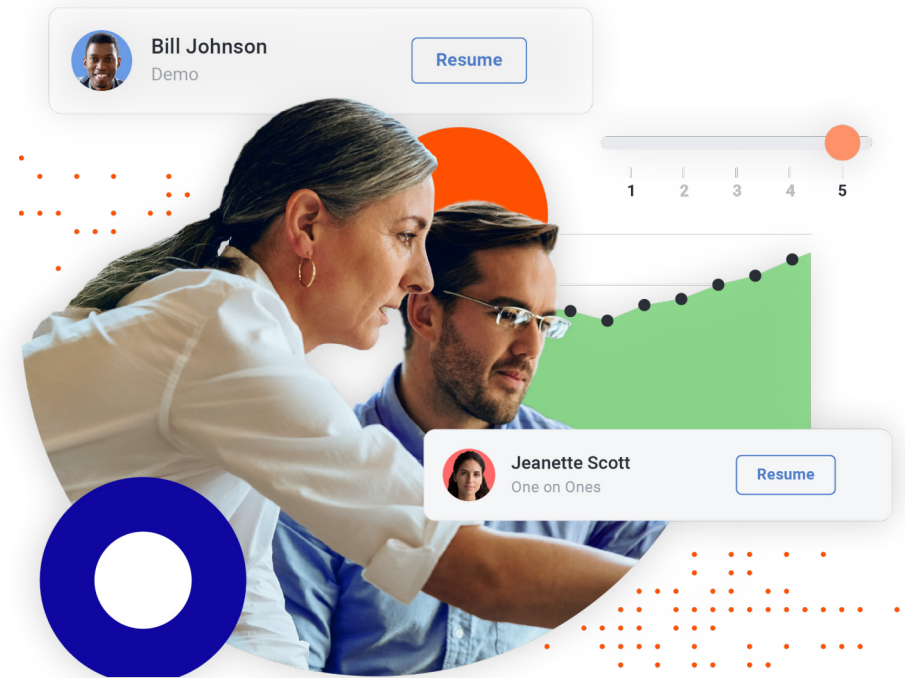 Bill Johnson
Demo
Resume
1 2 3 4 5
Jeanette Scott
One on Ones
Resume